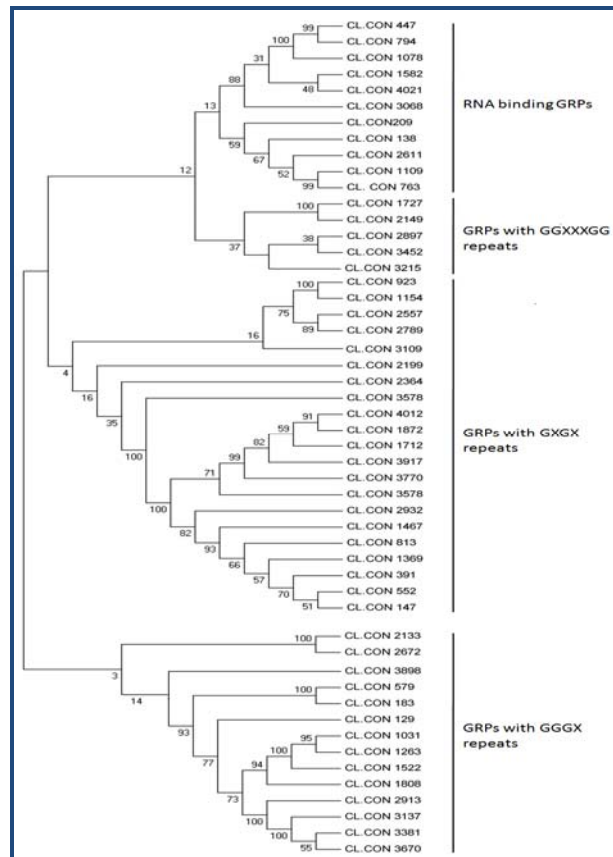 CL.CON 447
99
CL.CON 794
100
CL.CON 1078
31
CL.CON 1582
88
CL.CON 4021
48
CL.CON 3068
13
CL.CON209
59
CL.CON 138
67
CL.CON 2611
52
CL.CON 1109
99
CL. CON 763
RNA binding GRPs
12
CL.CON 1727
100
CL.CON 2149
37
CL.CON 2897
38
CL.CON 3452
CL.CON 3215
GRPs with GGXXXGG
repeats
CL.CON 923
100
CL.CON 1154
75
CL.CON 2557
89
CL.CON 2789
16
CL.CON 3109
4
CL.CON 2199
16
CL.CON 2364
35
CL.CON 3578
100
CL.CON 4012
91
CL.CON 1872
59
CL.CON 1712
82
CL.CON 3917
99
CL.CON 3770
71
CL.CON 3578
100
CL.CON 2932
82
CL.CON 1467
93
CL.CON 813
66
CL.CON 1369
57
CL.CON 391
70
CL.CON 552
51
CL.CON 147
GRPs with GXGX
repeats
CL.CON 2133
100
CL.CON 2672
3
CL.CON 3898
14
CL.CON 579
100
CL.CON 183
93
CL.CON 129
77
CL.CON 1031
95
CL.CON 1263
100
CL.CON 1522
94
CL.CON 1808
73
CL.CON 2913
100
CL.CON 3137
100
CL.CON 3381
55
CL.CON 3670
GRPs with GGGX
repeats